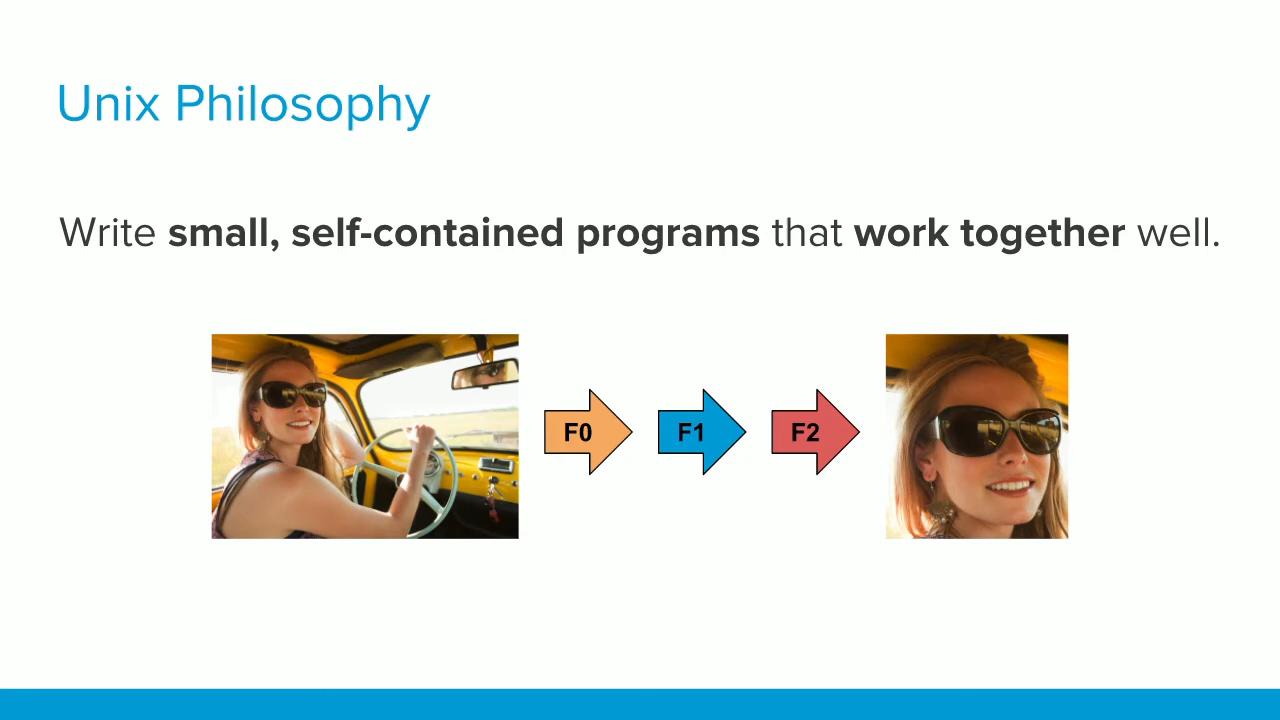 Unix Philosophy
Write small, self-contained programs that work together well.
F0 F1 F2